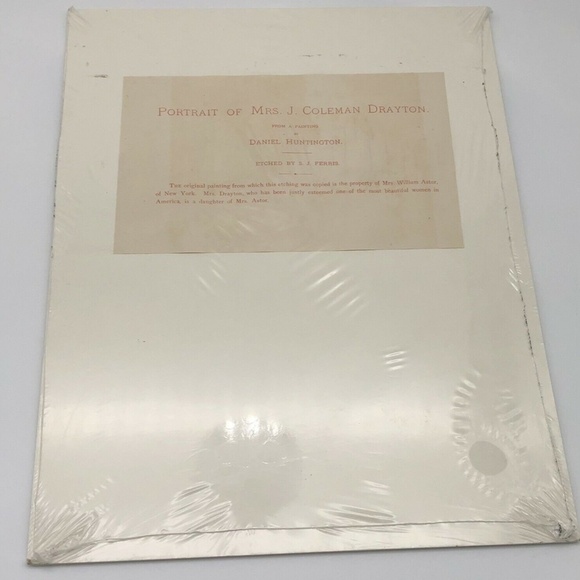 PORTRAIT OF MRS. J. COLEMAN DRAYTON.
FROM A PAINTING
BY
DANIEL HUNTINGTON.
ETCHED BY S. J. FERRIS.
THE original painting from which this etching was copied is the property of Mrs. William Astor,
of New York. Mrs. Drayton, who has been justly esteemed one of the most beautiful women in
America, is a daughter of Mrs. Astor.